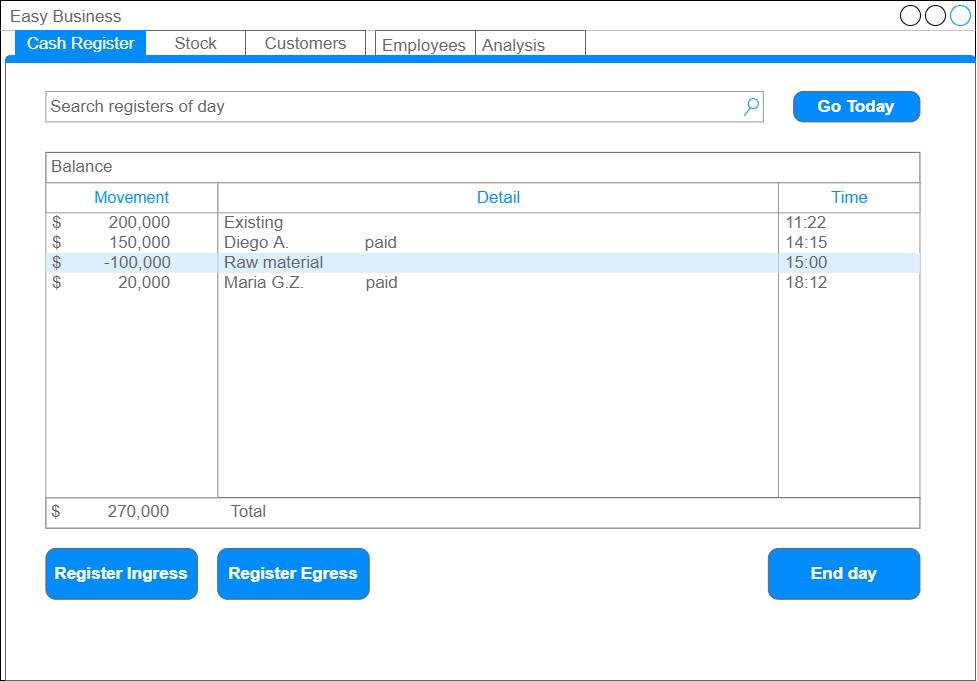 Easy Business
Cash Register Stock Customers Employees Analysis
Search registers of day Go Today
Balance
Movement Detail Time
$ 200,000 Existing 11:22
$ 150,000 Diego A. paid 14:15
$ -100,000 Raw material 15:00
$ 20,000 Maria G.Z. paid 18:12
$ 270,000 Total
Register Ingress Register Egress End day